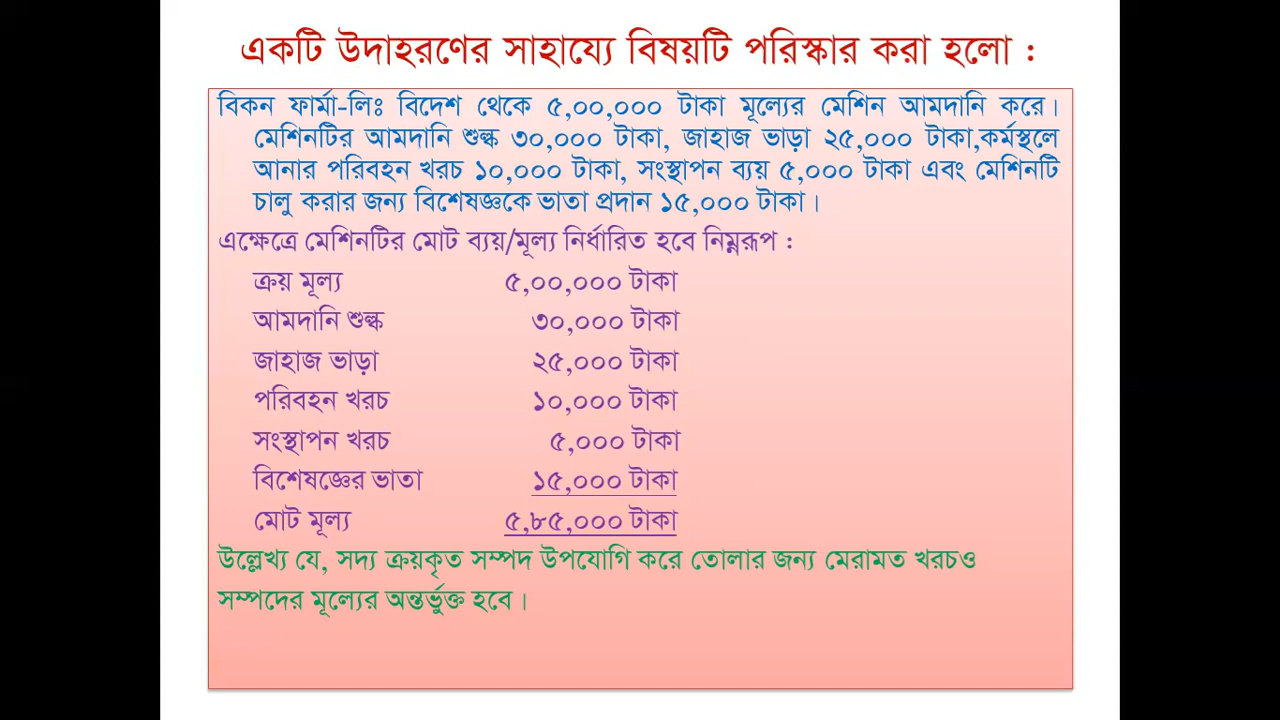 একটি উদাহরণের সাহায্যে বিষয়টি পরিস্কার করা হলো :
বিকন ফার্মা-লিঃ বিদেশ থেকে ৫,০০,০০০ টাকা মূল্যের মেশিন আমদানি করে।
মেশিনটির আমদানি শুল্ক ৩০,০০০ টাকা, জাহাজ ভাড়া ২৫,০০০ টাকা,কর্মস্থলে
আনার পরিবহন খরচ ১০,০০০ টাকা, সংস্থাপন ব্যয় ৫,০০০ টাকা এবং মেশিনটি
চালু করার জন্য বিশেষজ্ঞকে ভাতা প্রদান ১৫,০০০ টাকা।
এক্ষেত্রে মেশিনটির মোট ব্যয়/মূল্য নির্ধারিত হবে নিম্নরূপ :
ক্রয় মূল্য ৫,০০,০০০ টাকা
আমদানি শুল্ক ৩০,০০০ টাকা
জাহাজ ভাড়া ২৫,০০০ টাকা
পরিবহন খরচ ১০,০০০ টাকা
সংস্থাপন খরচ ৫,০০০ টাকা
বিশেষজ্ঞের ভাতা ১৫,০০০ টাকা
মোট মূল্য ৫,৮৫,০০০ টাকা
উল্লেখ্য যে, সদ্য ক্রয়কৃত সম্পদ উপযোগি করে তোলার জন্য মেরামত খরচও
সম্পদের মূল্যের অন্তর্ভুক্ত হবে।